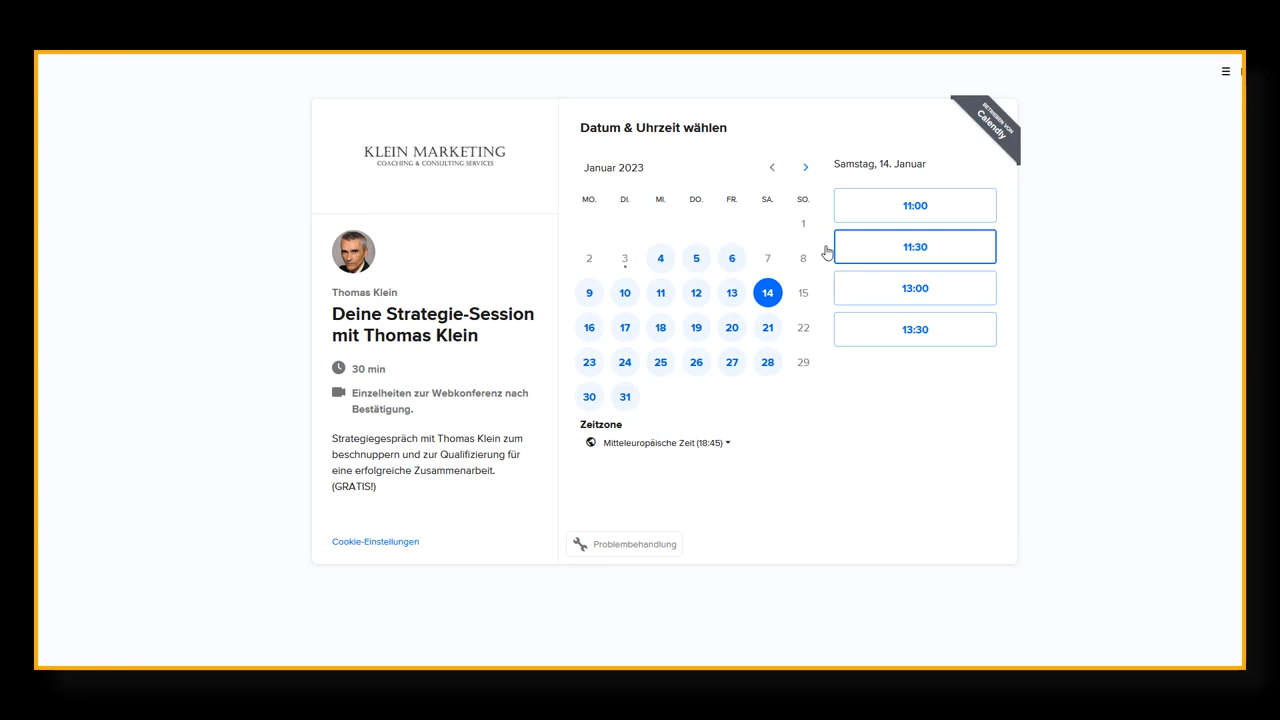 KLEIN MARKETING
COACHING & CONSULTING SERVICES
Thomas Klein
Deine Strategie-Session
mit Thomas Klein
30 min
Einzelheiten zur Webkonferenz nach
Bestätigung.
Strategiegespräch mit Thomas Klein zum
beschnuppern und zur Qualifizierung für
eine erfolgreiche Zusammenarbeit.
(GRATIS!)
Cookie-Einstellungen
Datum & Uhrzeit wählen
Januar 2023
MO. DI. MI. DO. FR. SA. SO.
1
2 3 4 5 6 7 8
9 10 11 12 13 14 15
16 17 18 19 20 21 22
23 24 25 26 27 28 29
30 31
Zeitzone
Mitteleuropäische Zeit (18:45)
Problembehandlung
Samstag, 14. Januar
11:00
11:30
13:00
13:30
BETRIEBEN VON
Calendly